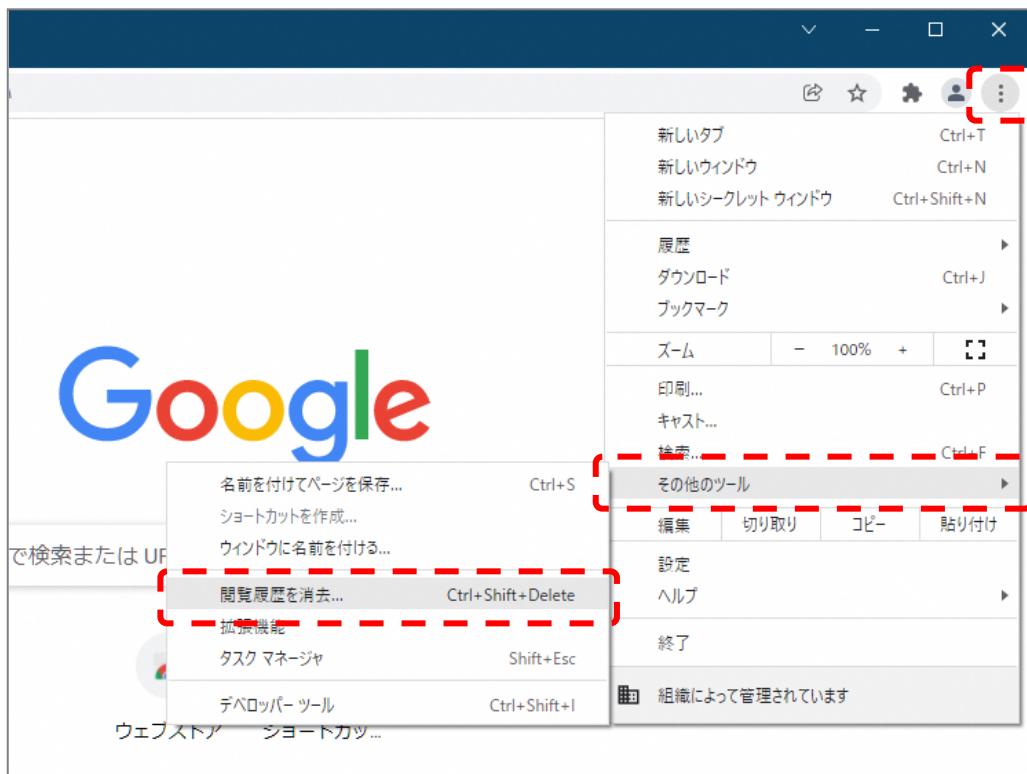 新しいタブ Ctrl+T
新しいウィンドウ Ctrl+N
新しいシークレット ウィンドウ Ctrl+Shift+N
履歴
ダウンロード Ctrl+J
ブックマーク
ズーム - 100% +
印刷... Ctrl+P
キャスト...
検索... Ctrl+F
その他のツール
編集 切り取り コピー 貼り付け
設定
ヘルプ
終了
組織によって管理されています
Google
名前を付けてページを保存... Ctrl+S
ショートカットを作成...
ウィンドウに名前を付ける...
閲覧履歴を消去... Ctrl+Shift+Delete
拡張機能
タスク マネージャ Shift+Esc
デベロッパー ツール Ctrl+Shift+I
で検索または UR
ウェブストア ショートカッ...